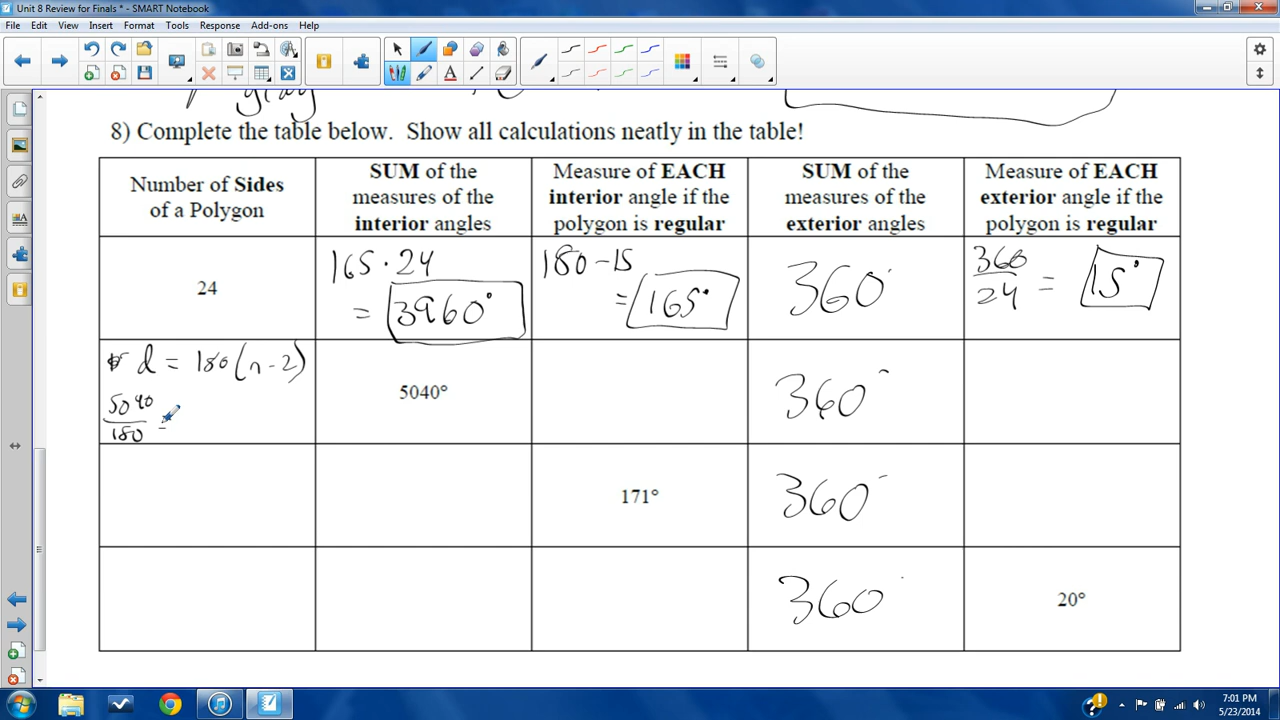 Unit 8 Review for Finals * - SMART Notebook
File Edit View Insert Format Tools Response Add-ons Help
8) Complete the table below. Show all calculations neatly in the table!
Number of Sides
of a Polygon
SUM of the
measures of the
interior angles
Measure of EACH
interior angle if the
polygon is regular
SUM of the
measures of the
exterior angles
Measure of EACH
exterior angle if the
polygon is regular
24
165 · 24
= 3960°
180 - 15
= 165°
360°
360
24
= 15°
d = 180(n - 2)
5040
180
=
5040°
360°
171°
360°
360°
20°
7:01 PM
5/23/2014